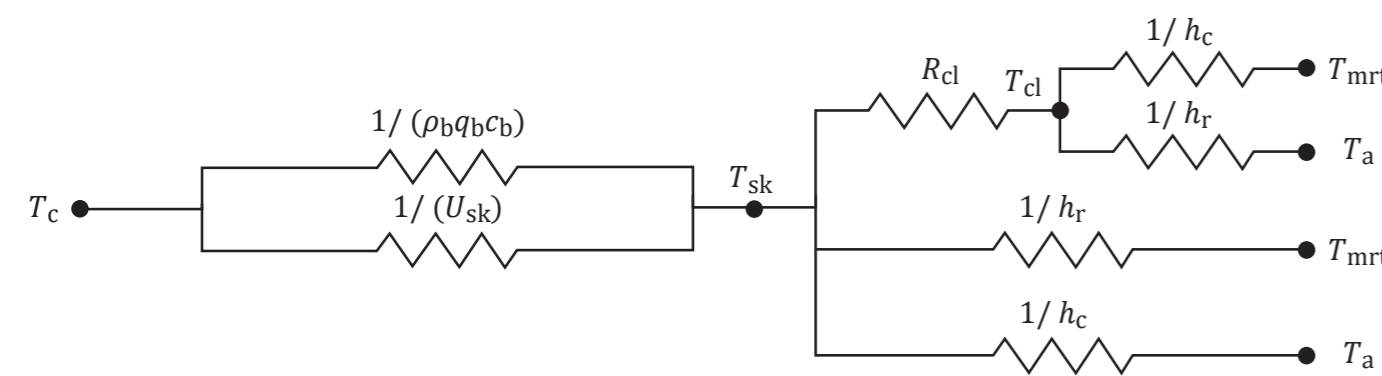 1/ h_c
T_mrt
R_cl
T_cl
1/ h_r
T_a
1/ (ρ_b q_b c_b)
T_sk
T_c
1/ (U_sk)
1/ h_r
T_mrt
1/ h_c
T_a